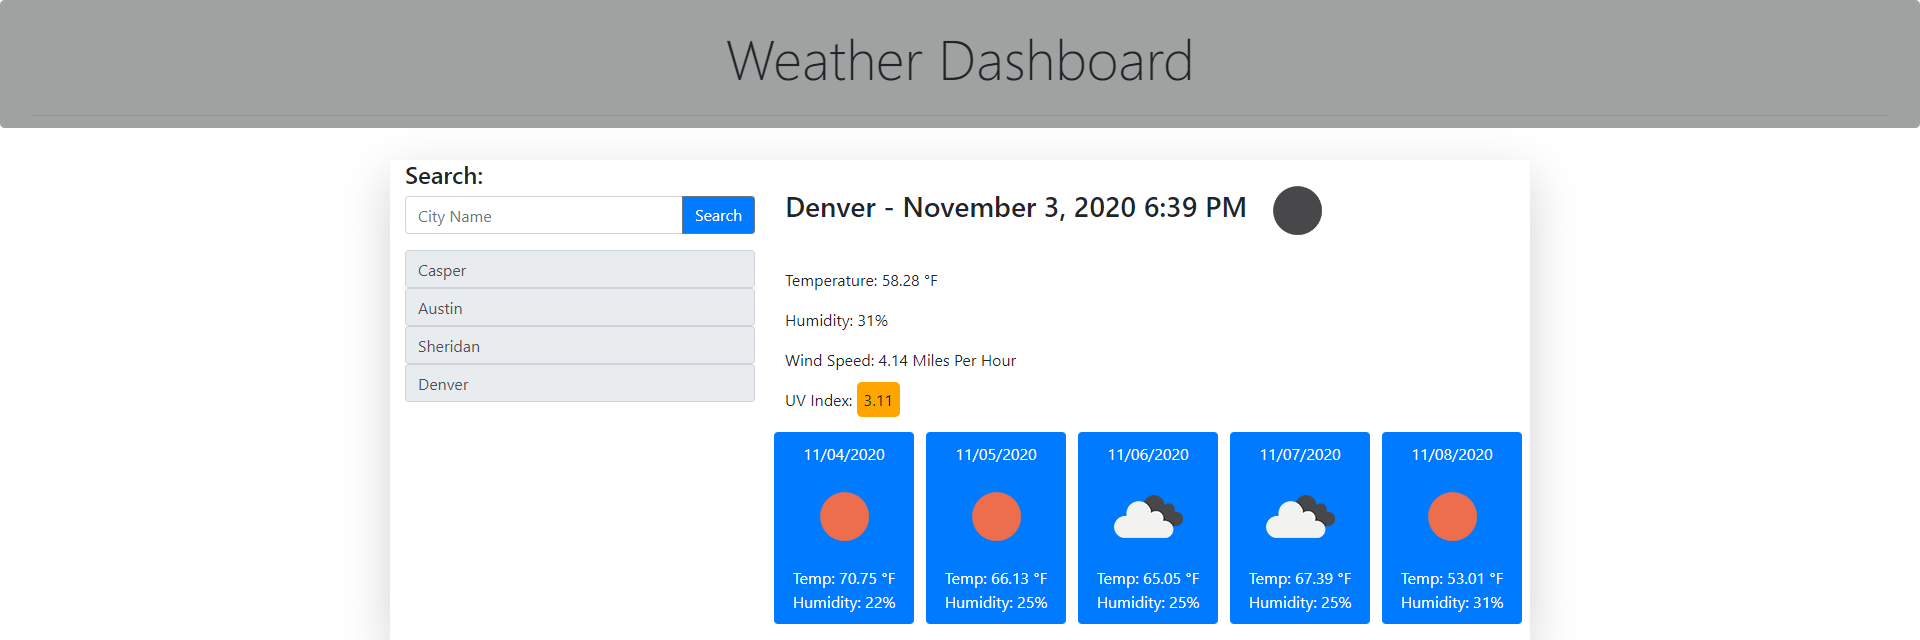 Weather Dashboard
Search:
City Name
Search
Casper
Austin
Sheridan
Denver
Denver - November 3, 2020 6:39 PM
Temperature: 58.28 °F
Humidity: 31%
Wind Speed: 4.14 Miles Per Hour
UV Index: 3.11
11/04/2020
Temp: 70.75 °F
Humidity: 22%
11/05/2020
Temp: 66.13 °F
Humidity: 25%
11/06/2020
Temp: 65.05 °F
Humidity: 25%
11/07/2020
Temp: 67.39 °F
Humidity: 25%
11/08/2020
Temp: 53.01 °F
Humidity: 31%